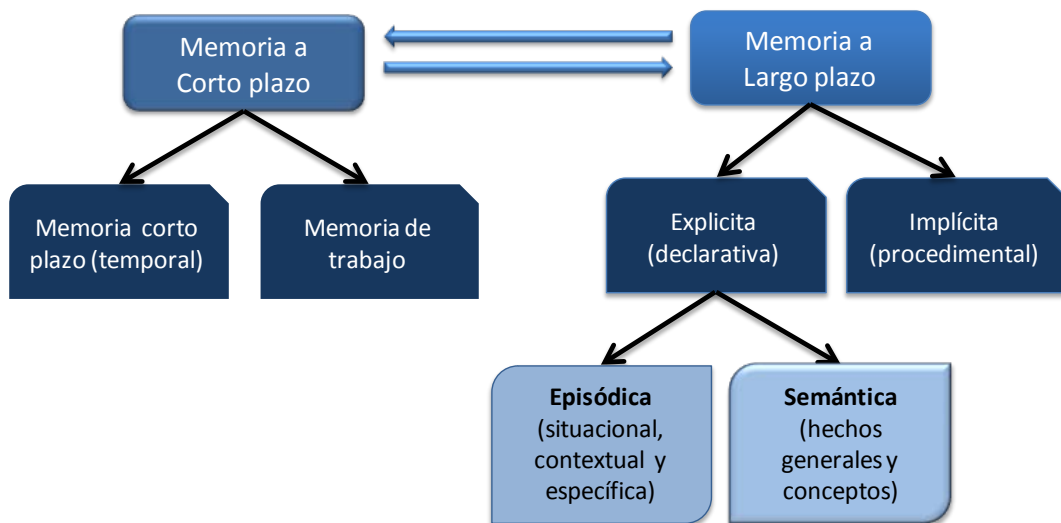 Memoria a
Corto plazo
Memoria a
Largo plazo
Memoria corto
plazo (temporal)
Memoria de
trabajo
Explicita
(declarativa)
Implícita
(procedimental)
Episódica
(situacional,
contextual y
específica)
Semántica
(hechos
generales y
conceptos)